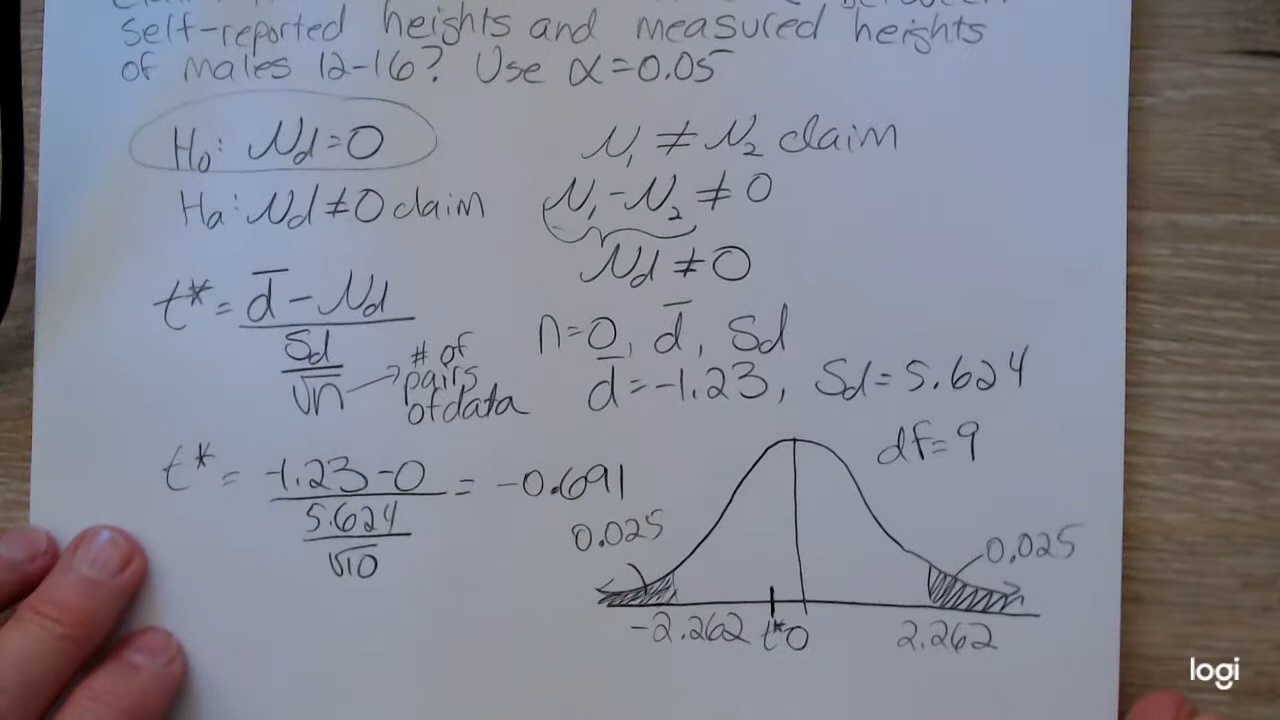 self-reported heights and measured heights
of males 12-16? Use α=0.05
H₀: μd=0
Ha: μd≠0 claim
μ₁ ≠ μ₂ claim
μ₁-μ₂ ≠ 0
μd ≠ 0
t* = (d̄ - μd) / (Sd/√n)
# of
pairs
of data
n=0, d̄, Sd
d̄=-1.23, Sd=5.624
t* = (-1.23-0) / (5.624/√10) = -0.691
df=9
0.025
0.025
-2.262 t* 0 2.262
logi